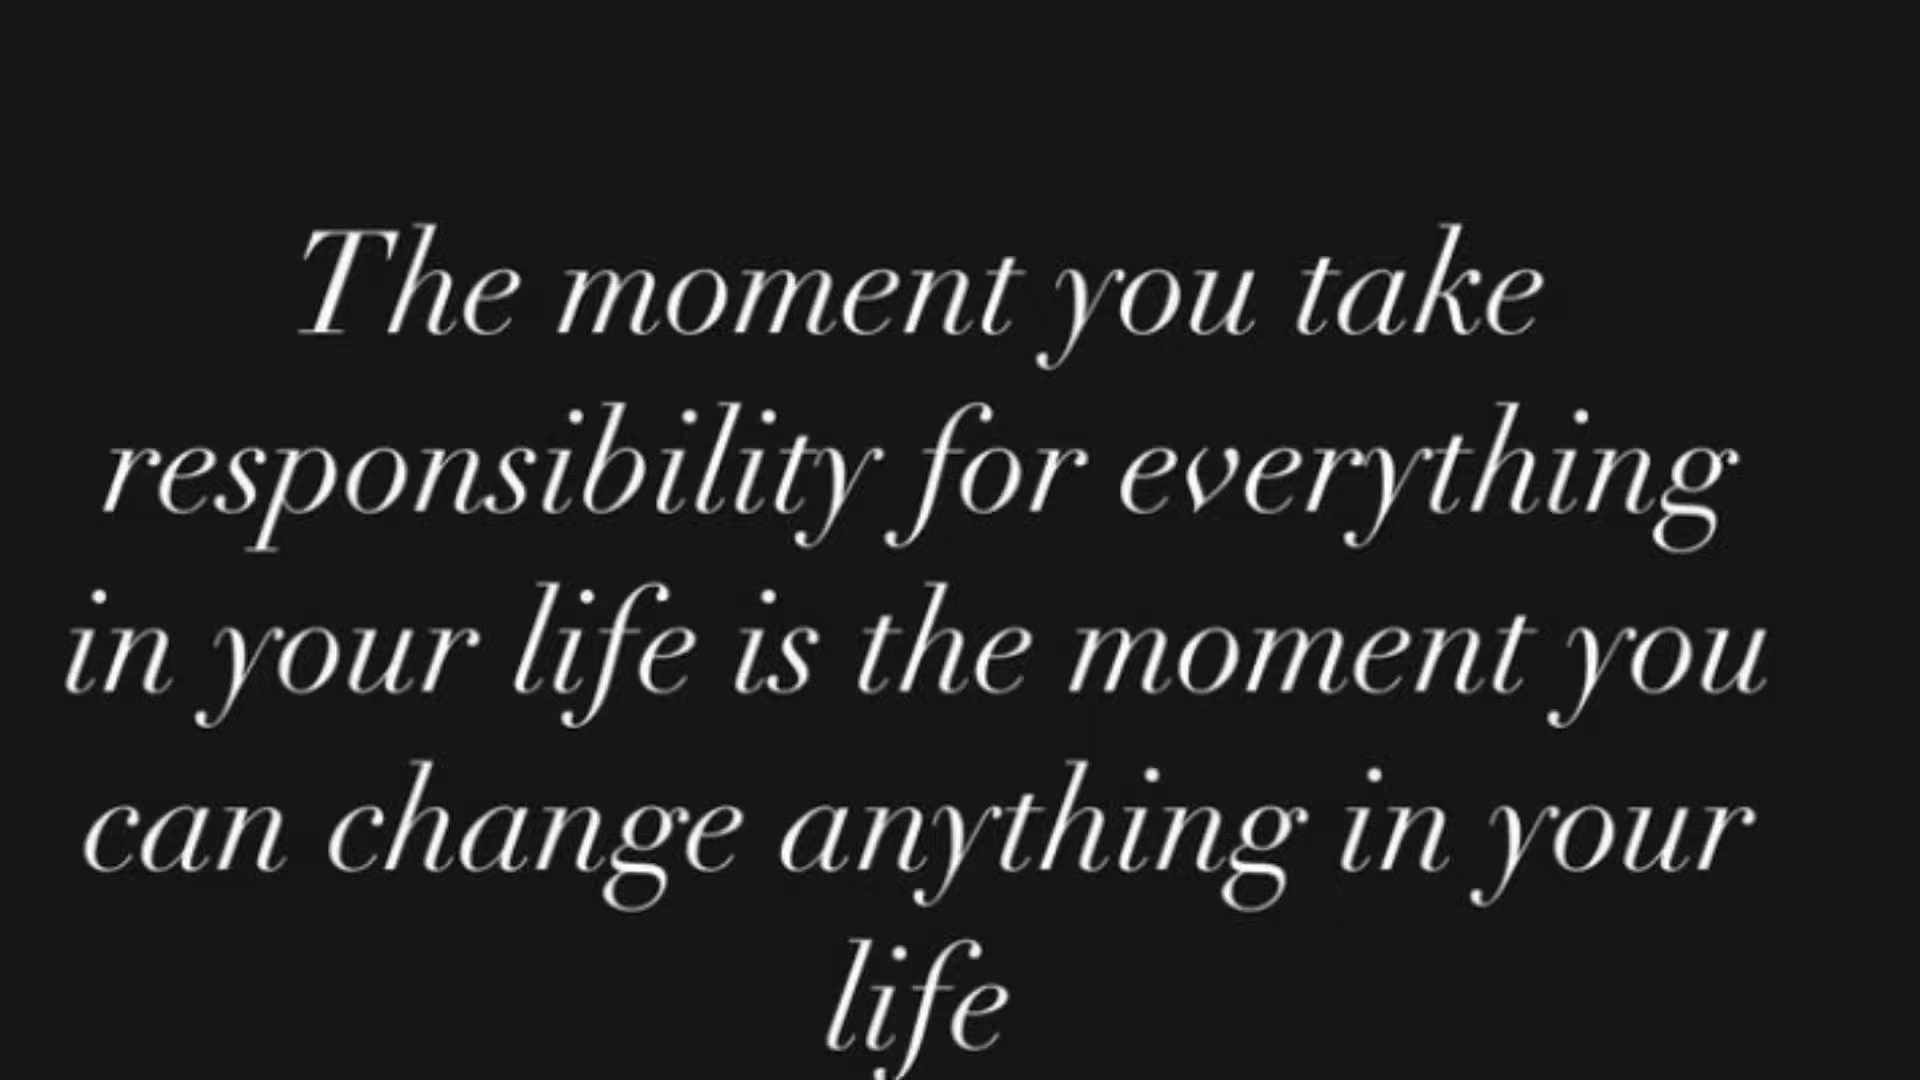 The moment you take
responsibility for everything
in your life is the moment you
can change anything in your
life